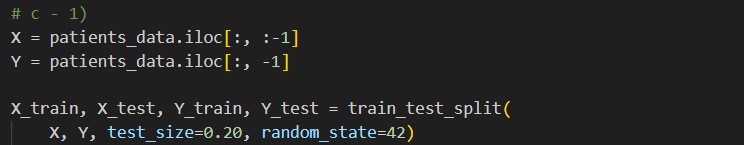 # c - 1)
X = patients_data.iloc[:, :-1]
Y = patients_data.iloc[:, -1]
X_train, X_test, Y_train, Y_test = train_test_split(
    X, Y, test_size=0.20, random_state=42)